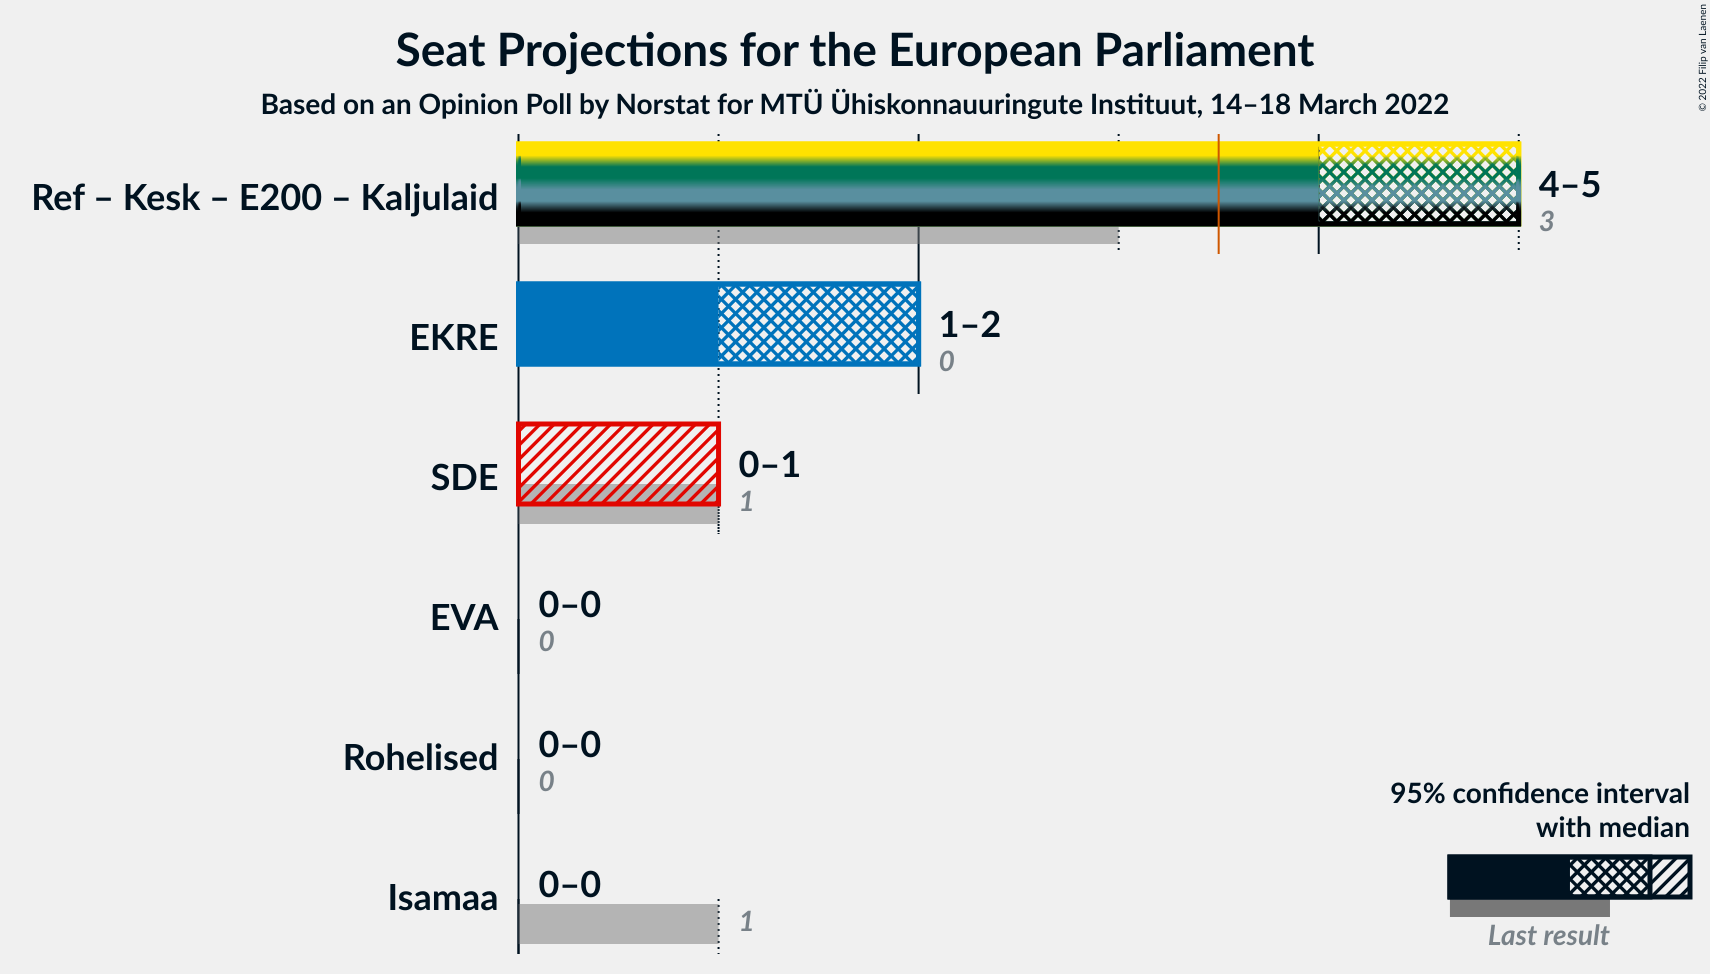 Seat Projections for the European Parliament
Based on an Opinion Poll by Norstat for MTÜ Ühiskonnauuringute Instituut, 14–18 March 2022
© 2022 Filip van Laenen
Ref – Kesk – E200 – Kaljulaid
4–5
3
EKRE
1–2
0
SDE
0–1
1
EVA
0–0
0
Rohelised
0–0
0
Isamaa
0–0
1
95% confidence interval
with median
Last result